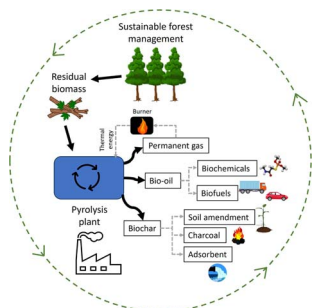 Sustainable forest
management
Residual
biomass
Burner
Thermal
energy
Permanent gas
Bio-oil
Biochemicals
Biofuels
Pyrolysis
plant
Biochar
Soil amendment
Charcoal
Adsorbent